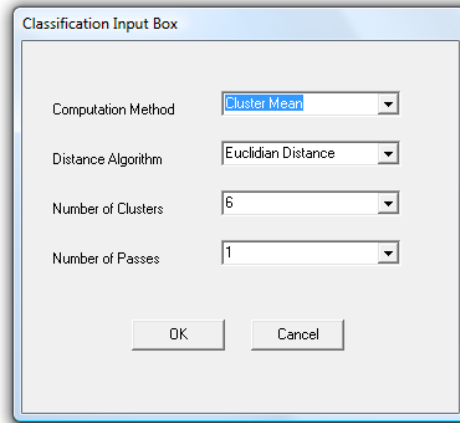 Classification Input Box
Computation Method Cluster Mean
Distance Algorithm Euclidian Distance
Number of Clusters 6
Number of Passes 1
OK Cancel